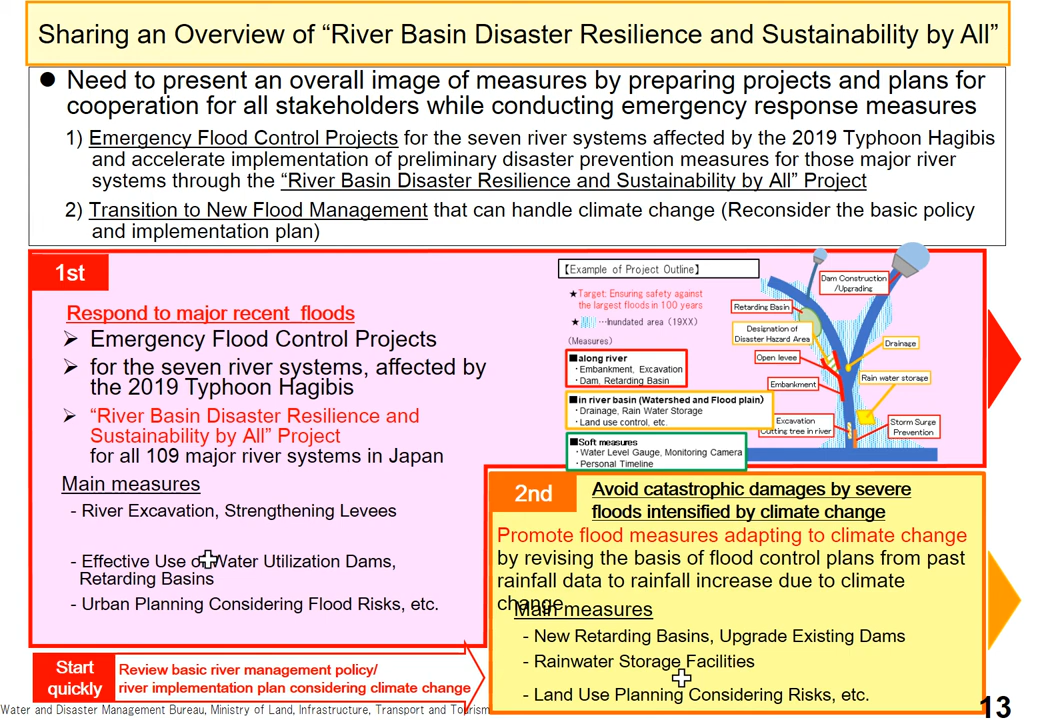 Sharing an Overview of “River Basin Disaster Resilience and Sustainability by All”
● Need to present an overall image of measures by preparing projects and plans for
cooperation for all stakeholders while conducting emergency response measures
1) Emergency Flood Control Projects for the seven river systems affected by the 2019 Typhoon Hagibis
and accelerate implementation of preliminary disaster prevention measures for those major river
systems through the “River Basin Disaster Resilience and Sustainability by All” Project
2) Transition to New Flood Management that can handle climate change (Reconsider the basic policy
and implementation plan)
1st
Respond to major recent floods
➢ Emergency Flood Control Projects
➢ for the seven river systems, affected by
the 2019 Typhoon Hagibis
➢ “River Basin Disaster Resilience and
Sustainability by All” Project
for all 109 major river systems in Japan
Main measures
- River Excavation, Strengthening Levees
- Effective Use of Water Utilization Dams,
Retarding Basins
- Urban Planning Considering Flood Risks, etc.
【Example of Project Outline】
★Target: Ensuring safety against
the largest floods in 100 years
★ …Inundated area (19XX)
(Measures)
■along river
・Embankment, Excavation
・Dam, Retarding Basin
■in river basin (Watershed and Flood plain)
・Drainage, Rain Water Storage
・Land use control, etc.
■Soft measures
・Water Level Gauge, Monitoring Camera
・Personal Timeline
Dam Construction
/Upgrading
Retarding Basin
Designation of
Disaster Hazard Area
Drainage
Open levee
Rain water storage
Embankment
Excavation
Cutting tree in river
Storm Surge
Prevention
2nd
Avoid catastrophic damages by severe
floods intensified by climate change
Promote flood measures adapting to climate change
by revising the basis of flood control plans from past
rainfall data to rainfall increase due to climate
change
Main measures
- New Retarding Basins, Upgrade Existing Dams
- Rainwater Storage Facilities
- Land Use Planning Considering Risks, etc.
Start
quickly
Review basic river management policy/
river implementation plan considering climate change
Water and Disaster Management Bureau, Ministry of Land, Infrastructure, Transport and Tourism
13